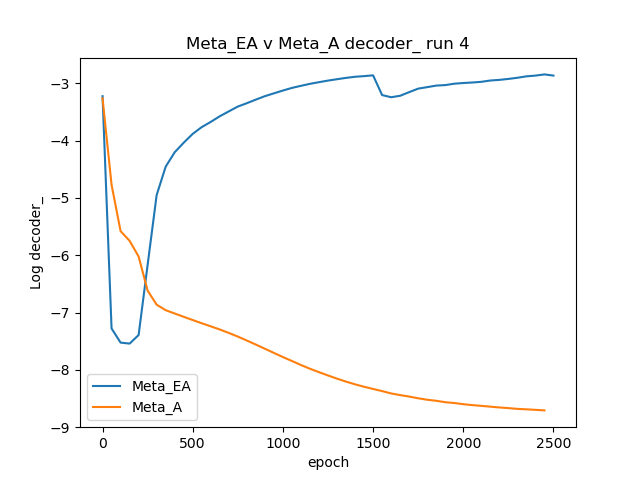 Meta_EA v Meta_A decoder_ run 4
Log decoder_
−3
−4
−5
−6
−7
−8
−9
Meta_EA
Meta_A
0
500
1000
1500
2000
2500
epoch